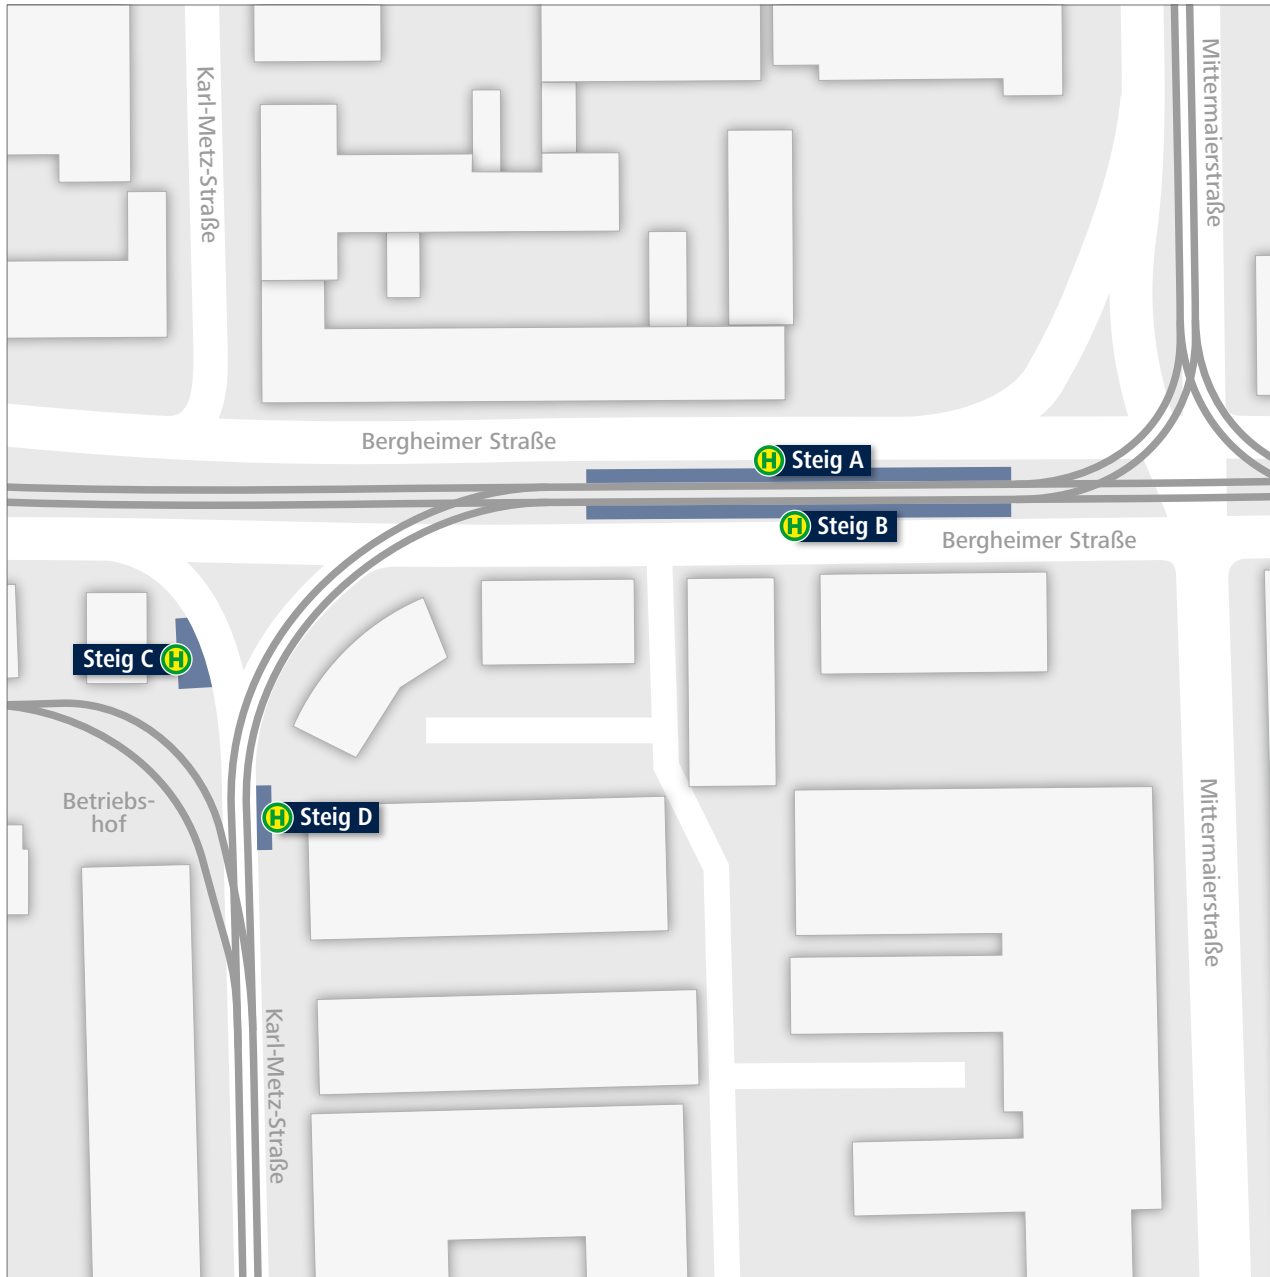 Karl-Metz-Straße
Mittermaierstraße
Bergheimer Straße
H Steig A
H Steig B
Bergheimer Straße
Steig C H
Betriebs-
hof
H Steig D
Mittermaierstraße
Karl-Metz-Straße